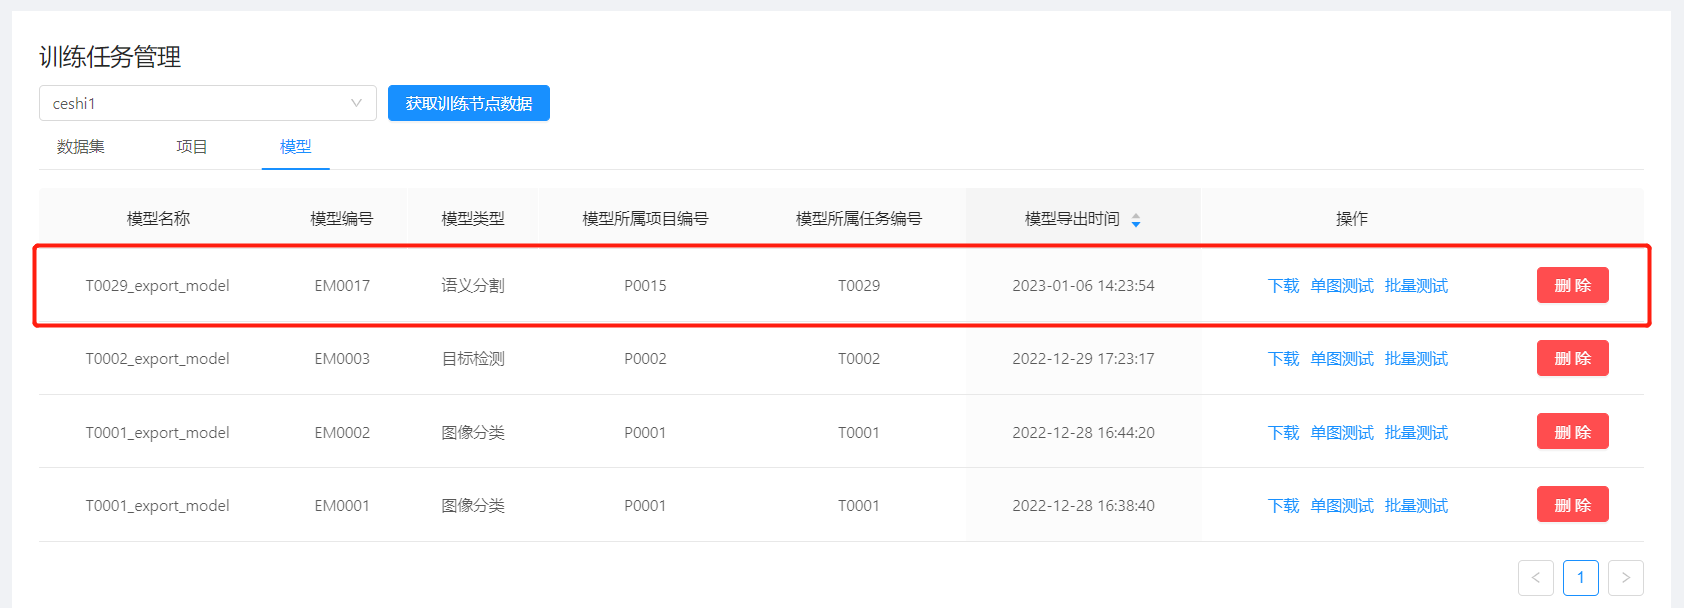 训练任务管理
ceshi1 获取训练节点数据
数据集 项目 模型
模型名称 模型编号 模型类型 模型所属项目编号 模型所属任务编号 模型导出时间 操作
T0029_export_model EM0017 语义分割 P0015 T0029 2023-01-06 14:23:54 下载 单图测试 批量测试 删 除
T0002_export_model EM0003 目标检测 P0002 T0002 2022-12-29 17:23:17 下载 单图测试 批量测试 删 除
T0001_export_model EM0002 图像分类 P0001 T0001 2022-12-28 16:44:20 下载 单图测试 批量测试 删 除
T0001_export_model EM0001 图像分类 P0001 T0001 2022-12-28 16:38:40 下载 单图测试 批量测试 删 除
< 1 >